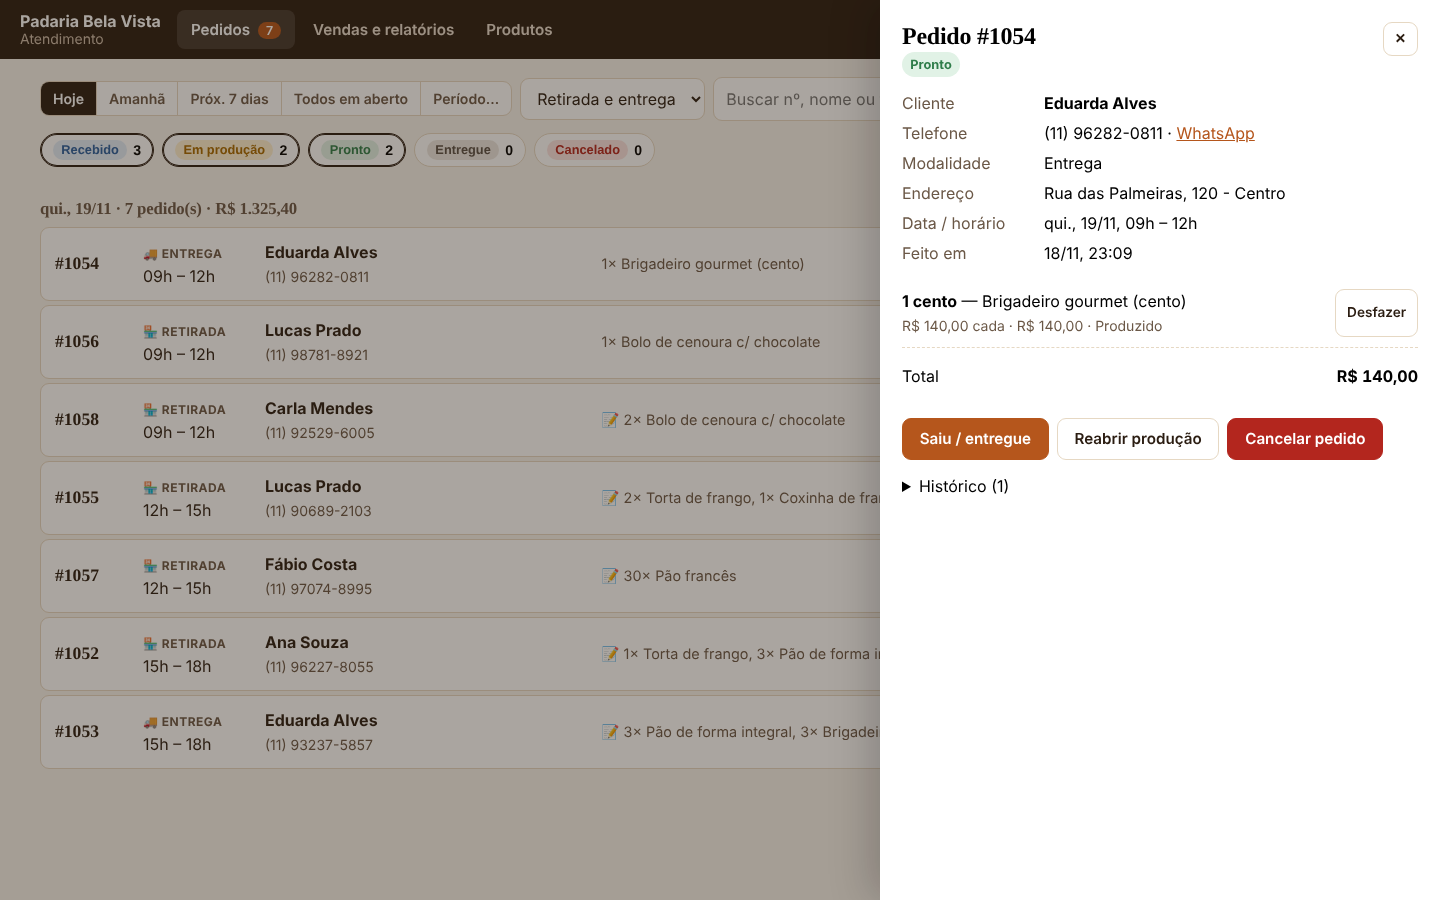 Padaria Bela Vista
Atendimento
Pedidos 7
Vendas e relatórios
Produtos
Hoje
Amanhã
Próx. 7 dias
Todos em aberto
Período...
Retirada e entrega
Buscar nº, nome ou
Recebido 3
Em produção 2
Pronto 2
Entregue 0
Cancelado 0
qui., 19/11 · 7 pedido(s) · R$ 1.325,40
#1054
ENTREGA
09h – 12h
Eduarda Alves
(11) 96282-0811
1× Brigadeiro gourmet (cento)
#1056
RETIRADA
09h – 12h
Lucas Prado
(11) 98781-8921
1× Bolo de cenoura c/ chocolate
#1058
RETIRADA
09h – 12h
Carla Mendes
(11) 92529-6005
2× Bolo de cenoura c/ chocolate
#1055
RETIRADA
12h – 15h
Lucas Prado
(11) 90689-2103
2× Torta de frango, 1× Coxinha de fra
#1057
RETIRADA
12h – 15h
Fábio Costa
(11) 97074-8995
30× Pão francês
#1052
RETIRADA
15h – 18h
Ana Souza
(11) 96227-8055
1× Torta de frango, 3× Pão de forma i
#1053
ENTREGA
15h – 18h
Eduarda Alves
(11) 93237-5857
3× Pão de forma integral, 3× Brigadei
Pedido #1054
×
Pronto
Cliente Eduarda Alves
Telefone (11) 96282-0811 · WhatsApp
Modalidade Entrega
Endereço Rua das Palmeiras, 120 - Centro
Data / horário qui., 19/11, 09h – 12h
Feito em 18/11, 23:09
1 cento — Brigadeiro gourmet (cento)
R$ 140,00 cada · R$ 140,00 · Produzido
Desfazer
Total R$ 140,00
Saiu / entregue
Reabrir produção
Cancelar pedido
Histórico (1)